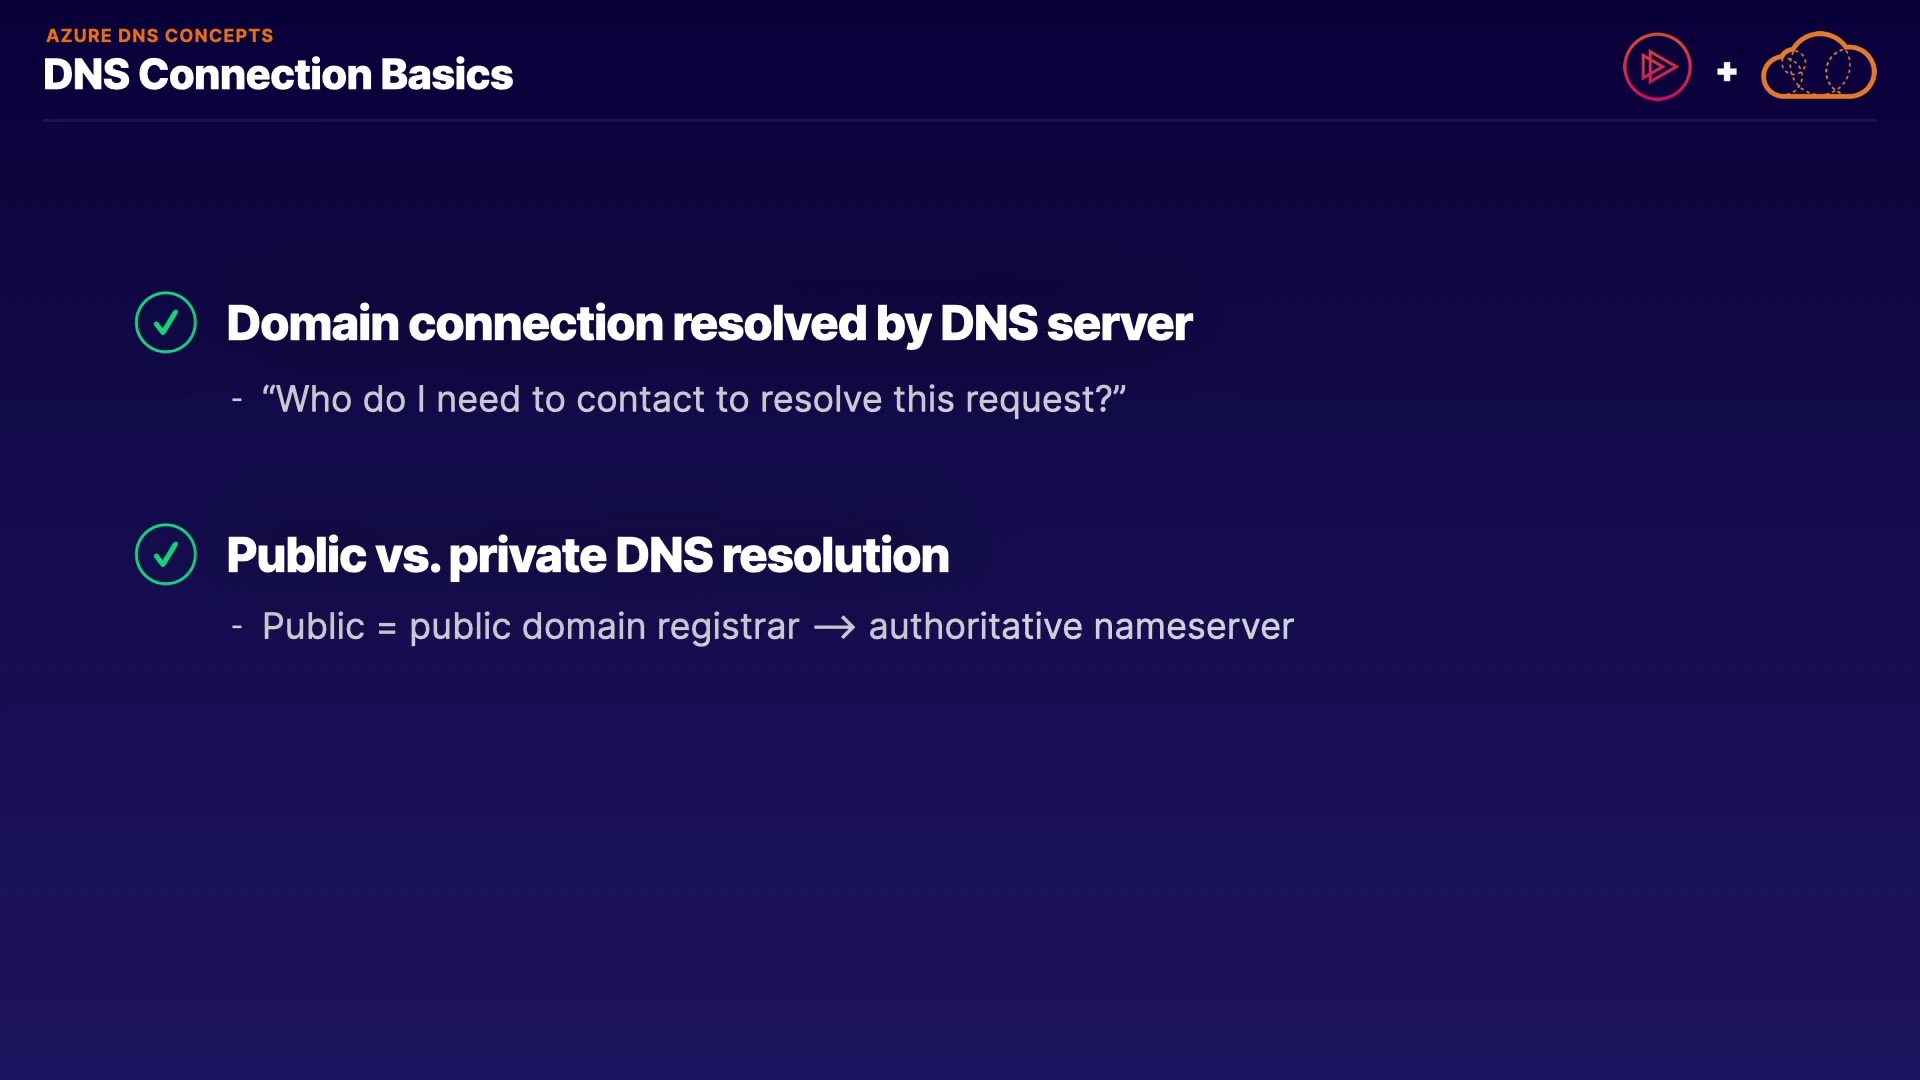 AZURE DNS CONCEPTS
DNS Connection Basics
Domain connection resolved by DNS server
- “Who do I need to contact to resolve this request?”
Public vs. private DNS resolution
- Public = public domain registrar → authoritative nameserver